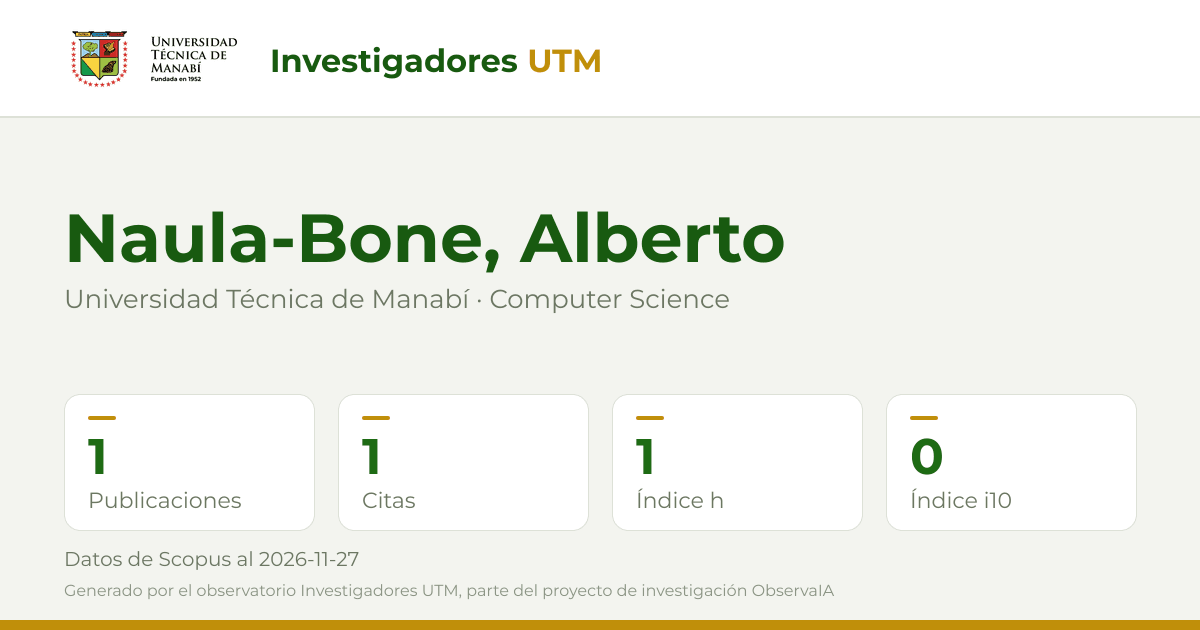 UNIVERSIDAD
TÉCNICA DE
MANABÍ
Fundada en 1952
Investigadores UTM
Naula-Bone, Alberto
Universidad Técnica de Manabí · Computer Science
1
Publicaciones
1
Citas
1
Índice h
0
Índice i10
Datos de Scopus al 2026-11-27
Generado por el observatorio Investigadores UTM, parte del proyecto de investigación ObservaIA